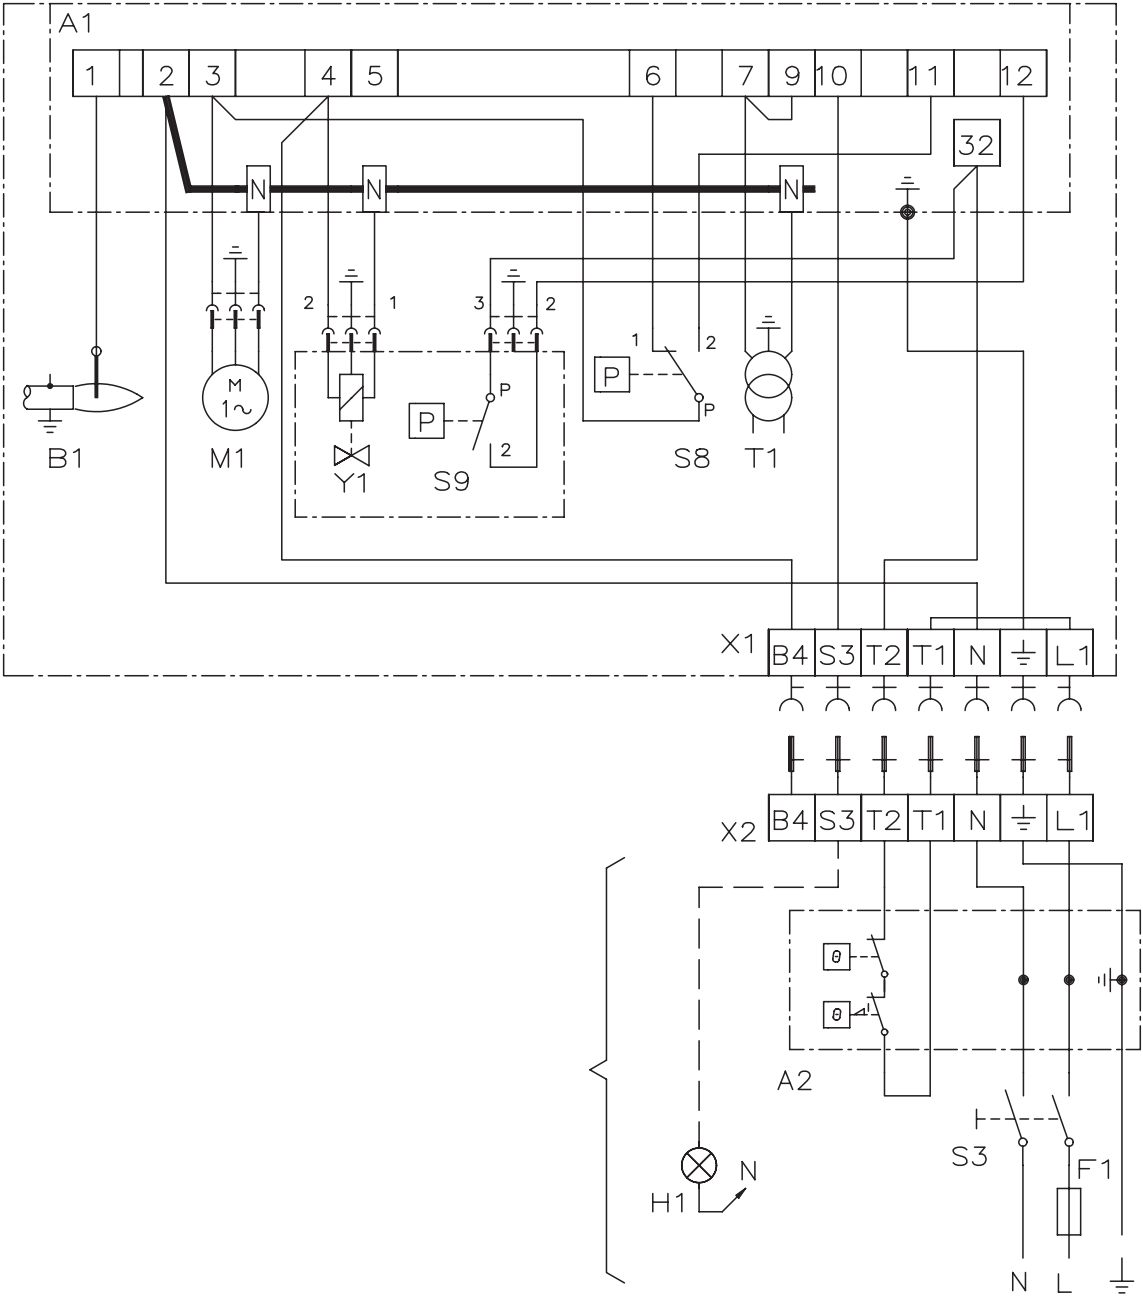 A1
1 2 3 4 5 6 7 9 10 11 12
32
N N N
2 1 3 2
1 2
P P
P P
M
1~
2
B1 M1 Y1 S9 S8 T1
X1 B4 S3 T2 T1 N L1
X2 B4 S3 T2 T1 N L1
θ
θ
A2
S3 F1
H1 N
N L